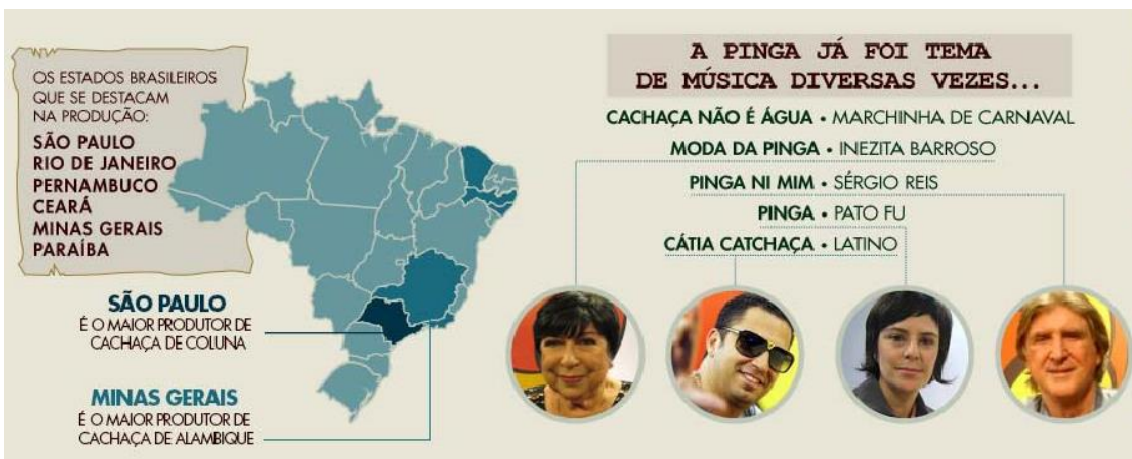 OS ESTADOS BRASILEIROS
QUE SE DESTACAM
NA PRODUÇÃO:
SÃO PAULO
RIO DE JANEIRO
PERNAMBUCO
CEARÁ
MINAS GERAIS
PARAÍBA
SÃO PAULO
É O MAIOR PRODUTOR DE
CACHAÇA DE COLUNA
MINAS GERAIS
É O MAIOR PRODUTOR DE
CACHAÇA DE ALAMBIQUE
A PINGA JÁ FOI TEMA
DE MÚSICA DIVERSAS VEZES...
CACHAÇA NÃO É ÁGUA • MARCHINHA DE CARNAVAL
MODA DA PINGA • INEZITA BARROSO
PINGA NI MIM • SÉRGIO REIS
PINGA • PATO FU
CÁTIA CATCHAÇA • LATINO